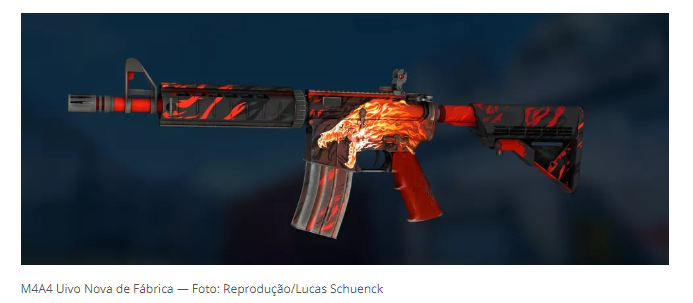 M4A4 Uivo Nova de Fábrica — Foto: Reprodução/Lucas Schuenck